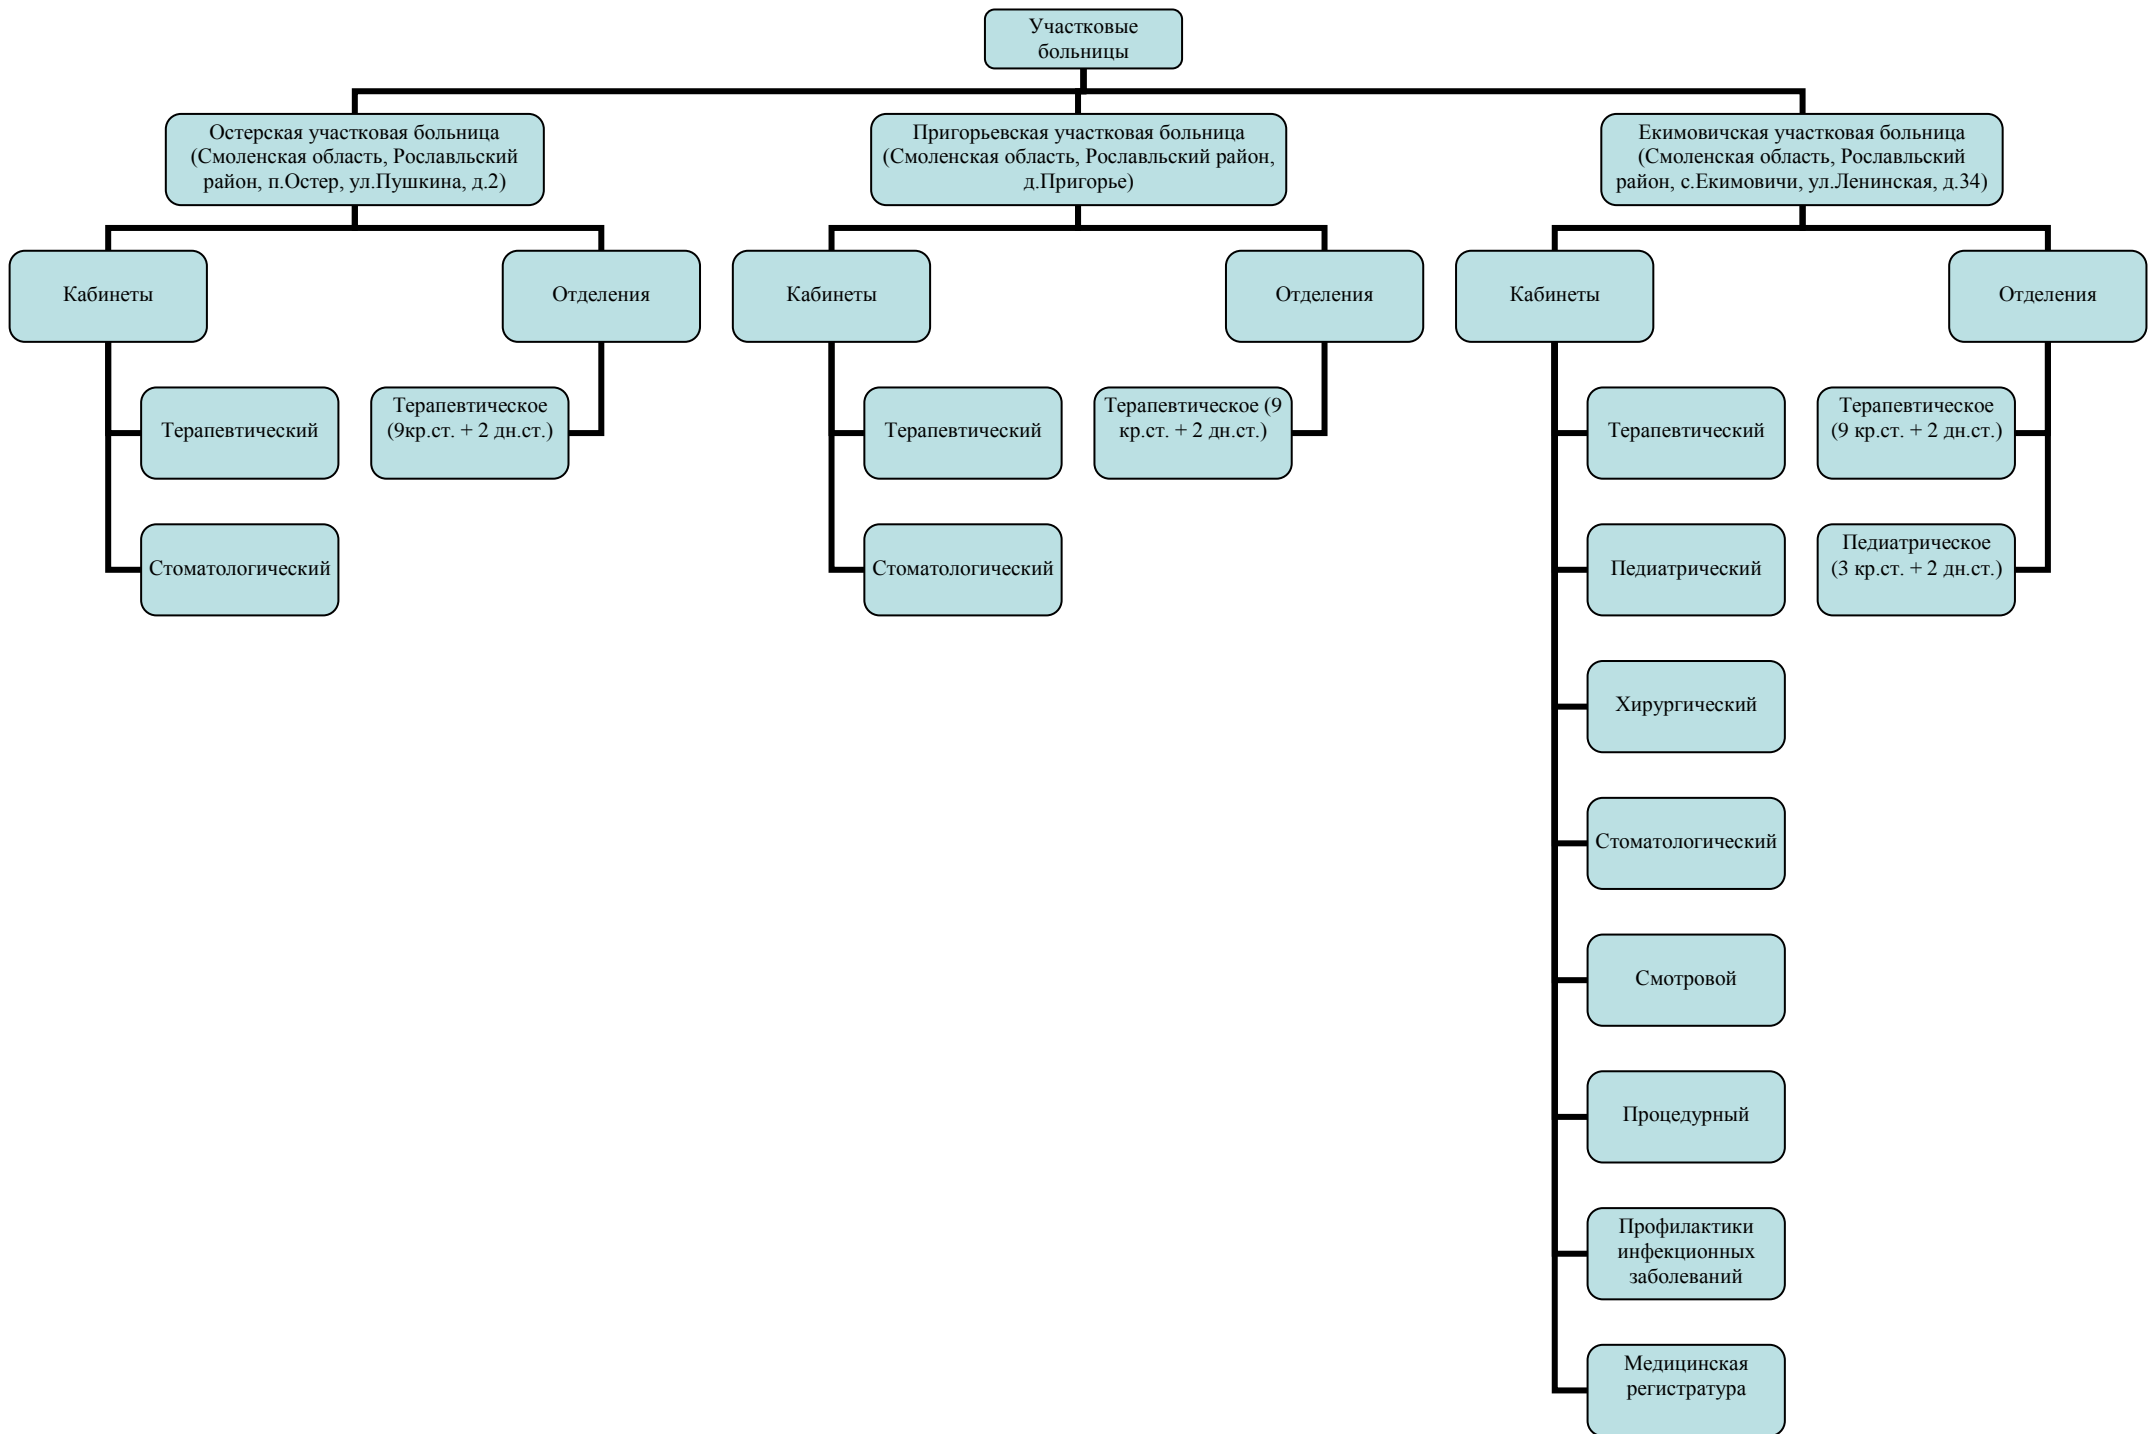 Участковые
больницы
Остерская участковая больница
(Смоленская область, Рославльский
район, п.Остер, ул.Пушкина, д.2)
Пригорьевская участковая больница
(Смоленская область, Рославльский район,
д.Пригорье)
Екимовичская участковая больница
(Смоленская область, Рославльский
район, с.Екимовичи, ул.Ленинская, д.34)
Кабинеты
Отделения
Кабинеты
Отделения
Кабинеты
Отделения
Терапевтический
Терапевтическое
(9кр.ст. + 2 дн.ст.)
Терапевтический
Терапевтическое (9
кр.ст. + 2 дн.ст.)
Терапевтический
Терапевтическое
(9 кр.ст. + 2 дн.ст.)
Стоматологический
Стоматологический
Педиатрический
Педиатрическое
(3 кр.ст. + 2 дн.ст.)
Хирургический
Стоматологический
Смотровой
Процедурный
Профилактики
инфекционных
заболеваний
Медицинская
регистратура